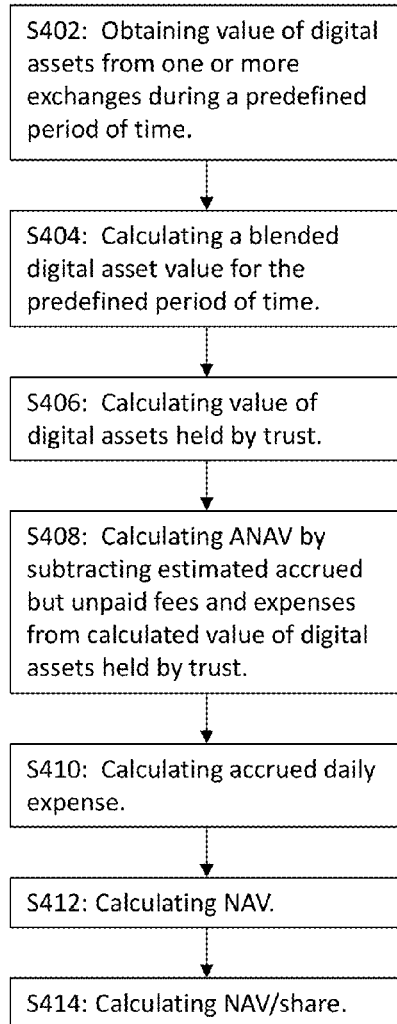 S402: Obtaining value of digital
assets from one or more
exchanges during a predefined
period of time.
S404: Calculating a blended
digital asset value for the
predefined period of time.
S406: Calculating value of
digital assets held by trust.
S408: Calculating ANAV by
subtracting estimated accrued
but unpaid fees and expenses
from calculated value of digital
assets held by trust.
S410: Calculating accrued daily
expense.
S412: Calculating NAV.
S414: Calculating NAV/share.